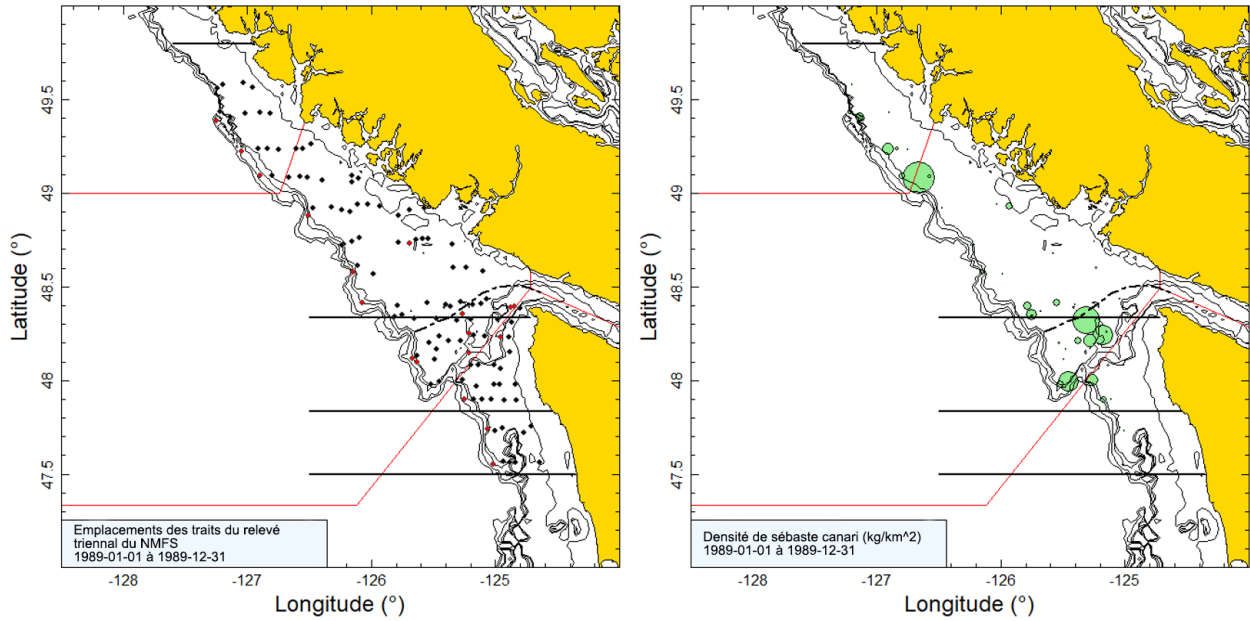 Latitude (°)
49.5
49
48.5
48
47.5
Emplacements des traits du relevé
triennal du NMFS
1989-01-01 à 1989-12-31
-128
-127
-126
-125
Longitude (°)
Latitude (°)
49.5
49
48.5
48
47.5
Densité de sébaste canari (kg/km^2)
1989-01-01 à 1989-12-31
-128
-127
-126
-125
Longitude (°)